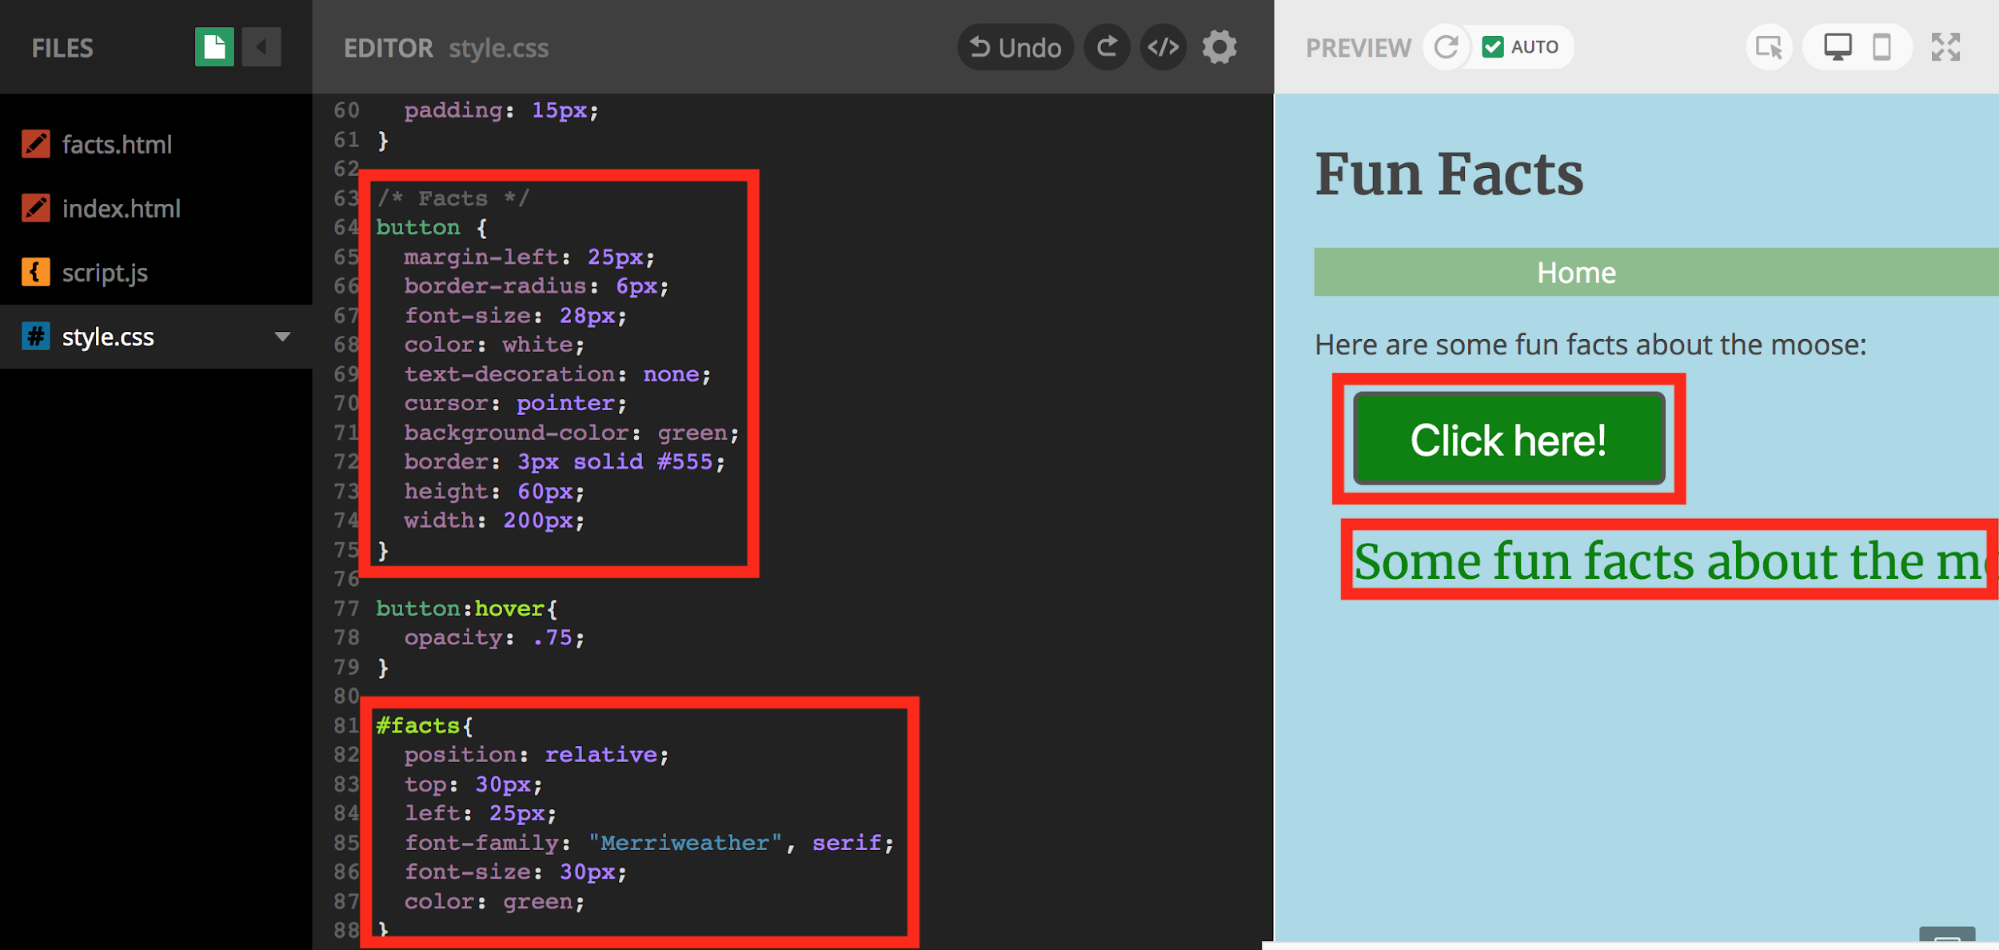 FILES
EDITOR style.css
Undo
</>
PREVIEW
AUTO
facts.html
index.html
{ script.js
# style.css
60   padding: 15px;
61 }
62
63 /* Facts */
64 button {
65   margin-left: 25px;
66   border-radius: 6px;
67   font-size: 28px;
68   color: white;
69   text-decoration: none;
70   cursor: pointer;
71   background-color: green;
72   border: 3px solid #555;
73   height: 60px;
74   width: 200px;
75 }
76
77 button:hover{
78   opacity: .75;
79 }
80
81 #facts{
82   position: relative;
83   top: 30px;
84   left: 25px;
85   font-family: "Merriweather", serif;
86   font-size: 30px;
87   color: green;
88 }
Fun Facts
Home
Here are some fun facts about the moose:
Click here!
Some fun facts about the